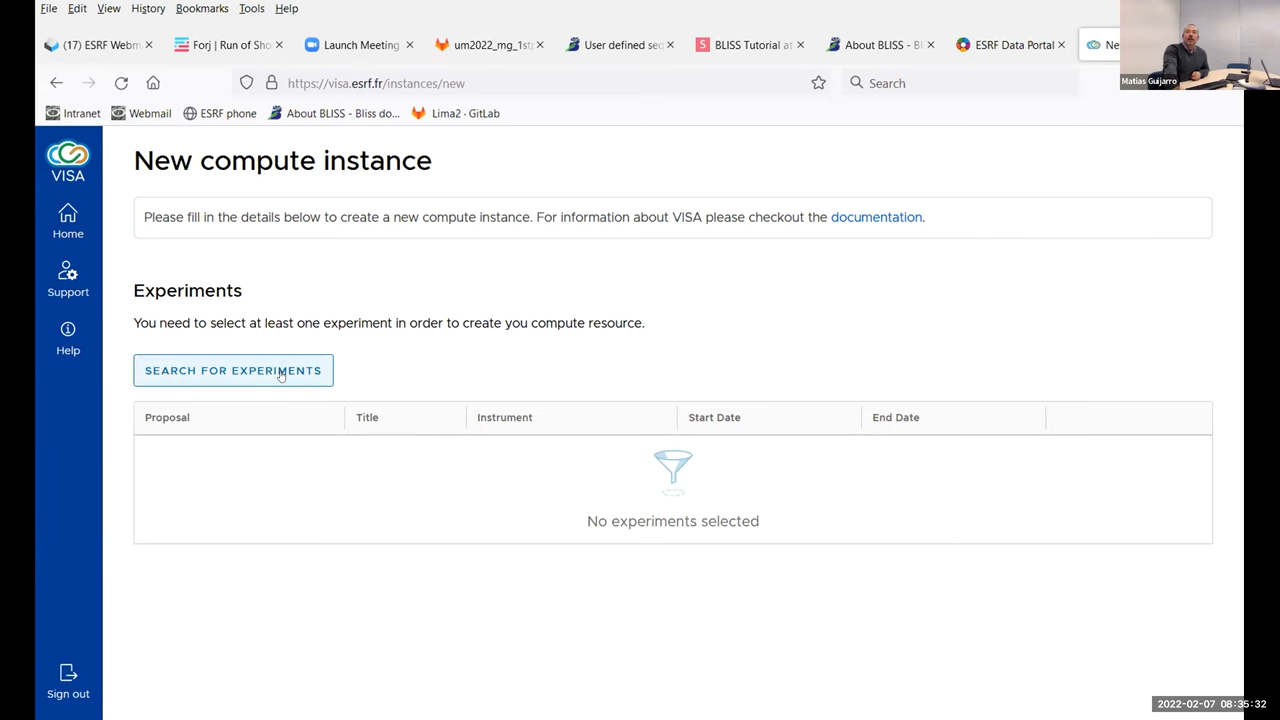 File Edit View History Bookmarks Tools Help
(17) ESRF Webm
Forj | Run of Sho
Launch Meeting
um2022_mg_1st
User defined sec
BLISS Tutorial at
About BLISS - Bl
ESRF Data Portal
Ne
https://visa.esrf.fr/instances/new
Search
Intranet Webmail ESRF phone About BLISS - Bliss do... Lima2 · GitLab
Matias Guijarro
VISA
Home
Support
Help
Sign out
New compute instance
Please fill in the details below to create a new compute instance. For information about VISA please checkout the documentation.
Experiments
You need to select at least one experiment in order to create you compute resource.
SEARCH FOR EXPERIMENTS
Proposal Title Instrument Start Date End Date
No experiments selected
2022-02-07 08:35:32